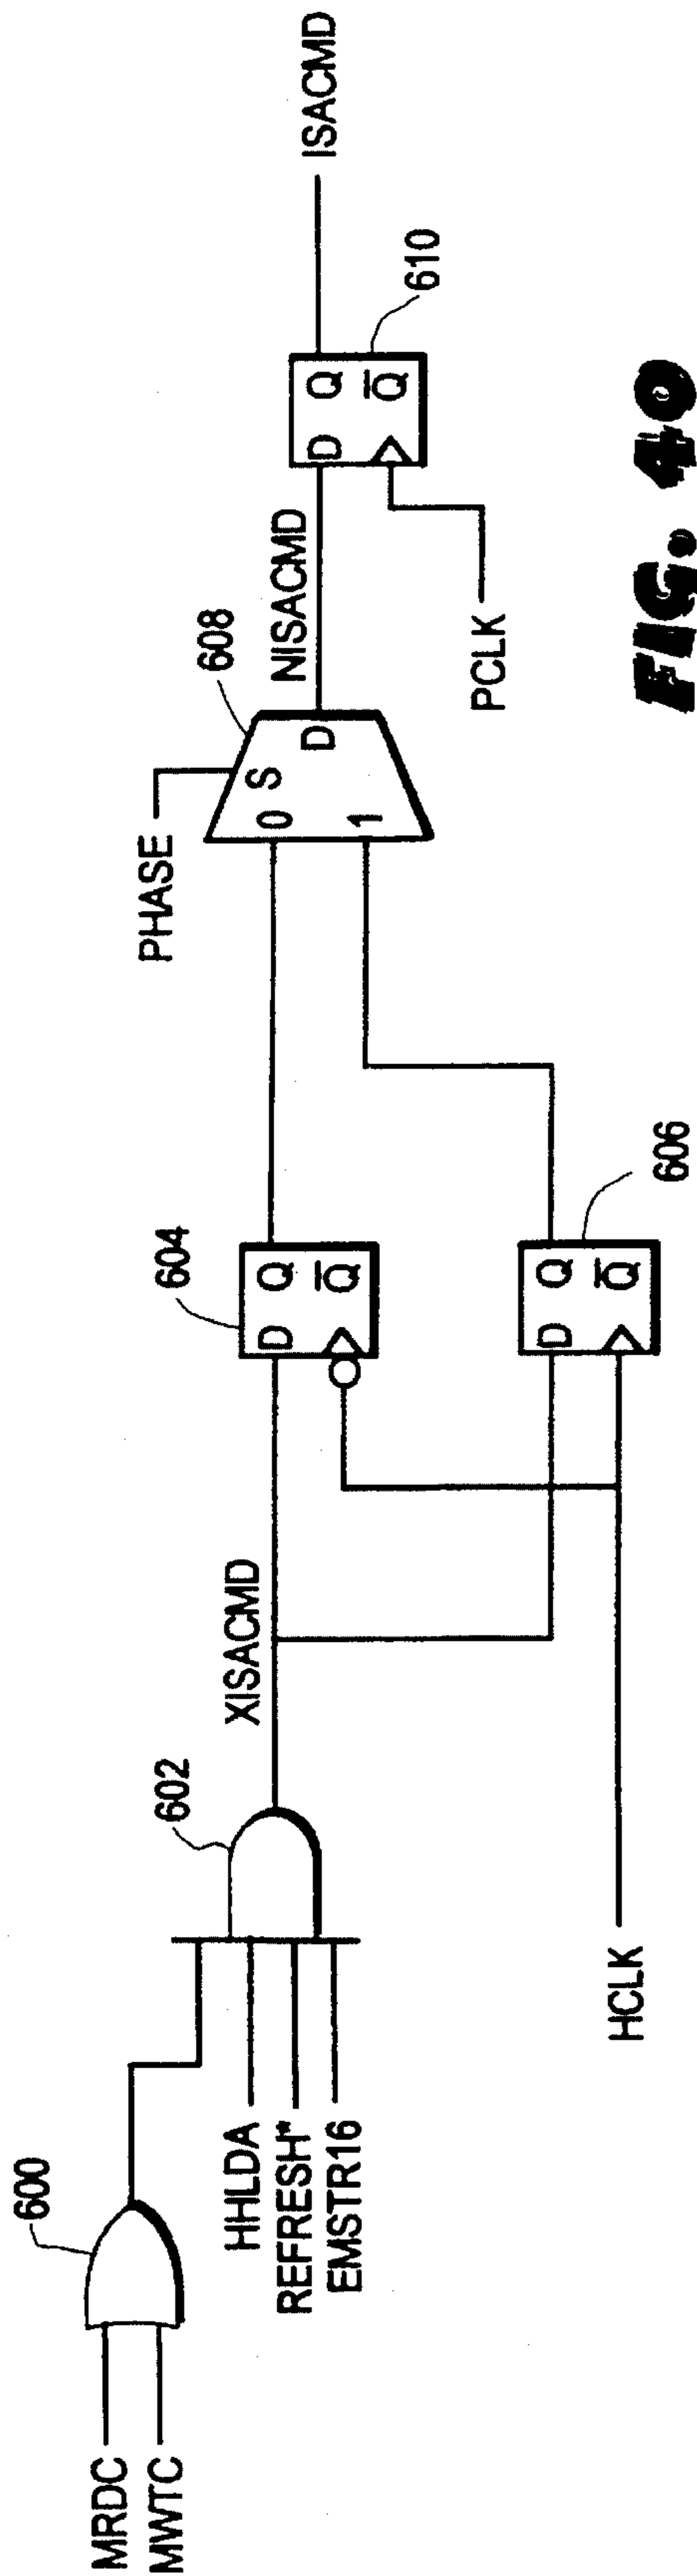 MRDC
MWTC
600
HHLDA
REFRESH*
EMSTR16
602
XISACMD
HCLK
604
D Q
Q̅
606
D Q
Q̅
PHASE
608
0 S
D
1
NISACMD
PCLK
D Q
Q̅
610
ISACMD
FIG. 40